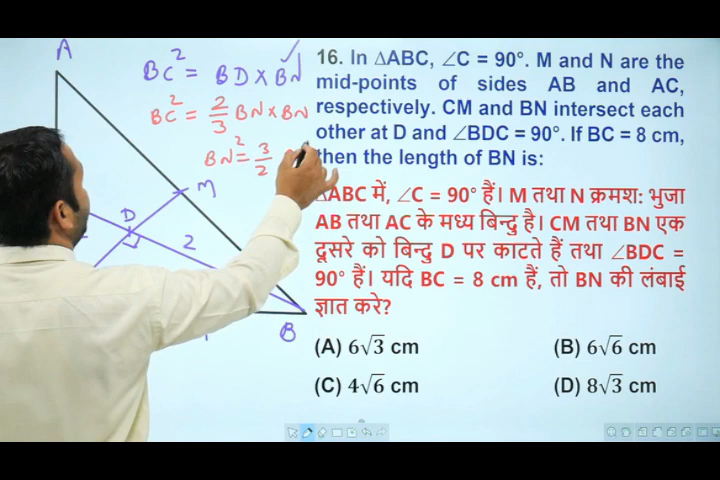 A
BC² = BD × BN
BC² = 2/3 BN × BN
BN² = 3/2
M
D
2
B
16. In ΔABC, ∠C = 90°. M and N are the
mid-points of sides AB and AC,
respectively. CM and BN intersect each
other at D and ∠BDC = 90°. If BC = 8 cm,
then the length of BN is:
ΔABC में, ∠C = 90° हैं। M तथा N क्रमश: भुजा
AB तथा AC के मध्य बिन्दु है। CM तथा BN एक
दूसरे को बिन्दु D पर काटते हैं तथा ∠BDC =
90° हैं। यदि BC = 8 cm हैं, तो BN की लंबाई
ज्ञात करे?
(A) 6√3 cm (B) 6√6 cm
(C) 4√6 cm (D) 8√3 cm